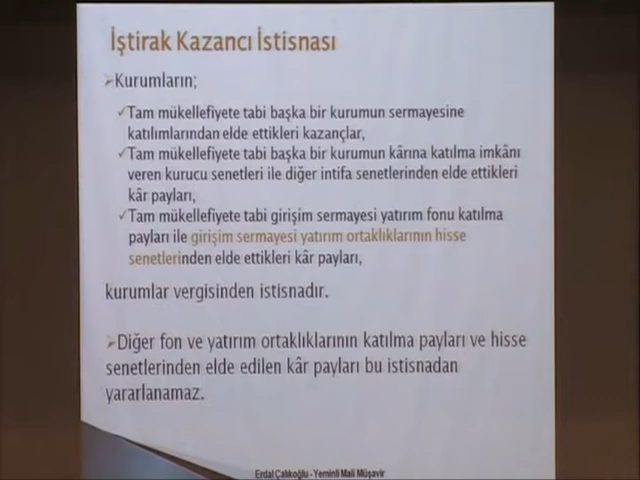 İştirak Kazancı İstisnası
Kurumların;
Tam mükellefiyete tabi başka bir kurumun sermayesine
katılımlarından elde ettikleri kazançlar,
Tam mükellefiyete tabi başka bir kurumun kârına katılma imkânı
veren kurucu senetleri ile diğer intifa senetlerinden elde ettikleri
kâr payları,
Tam mükellefiyete tabi girişim sermayesi yatırım fonu katılma
payları ile girişim sermayesi yatırım ortaklıklarının hisse
senetlerinden elde ettikleri kâr payları,
kurumlar vergisinden istisnadır.
Diğer fon ve yatırım ortaklıklarının katılma payları ve hisse
senetlerinden elde edilen kâr payları bu istisnadan
yararlanamaz.
Erdal Çalıkoğlu - Yeminli Mali Müşavir